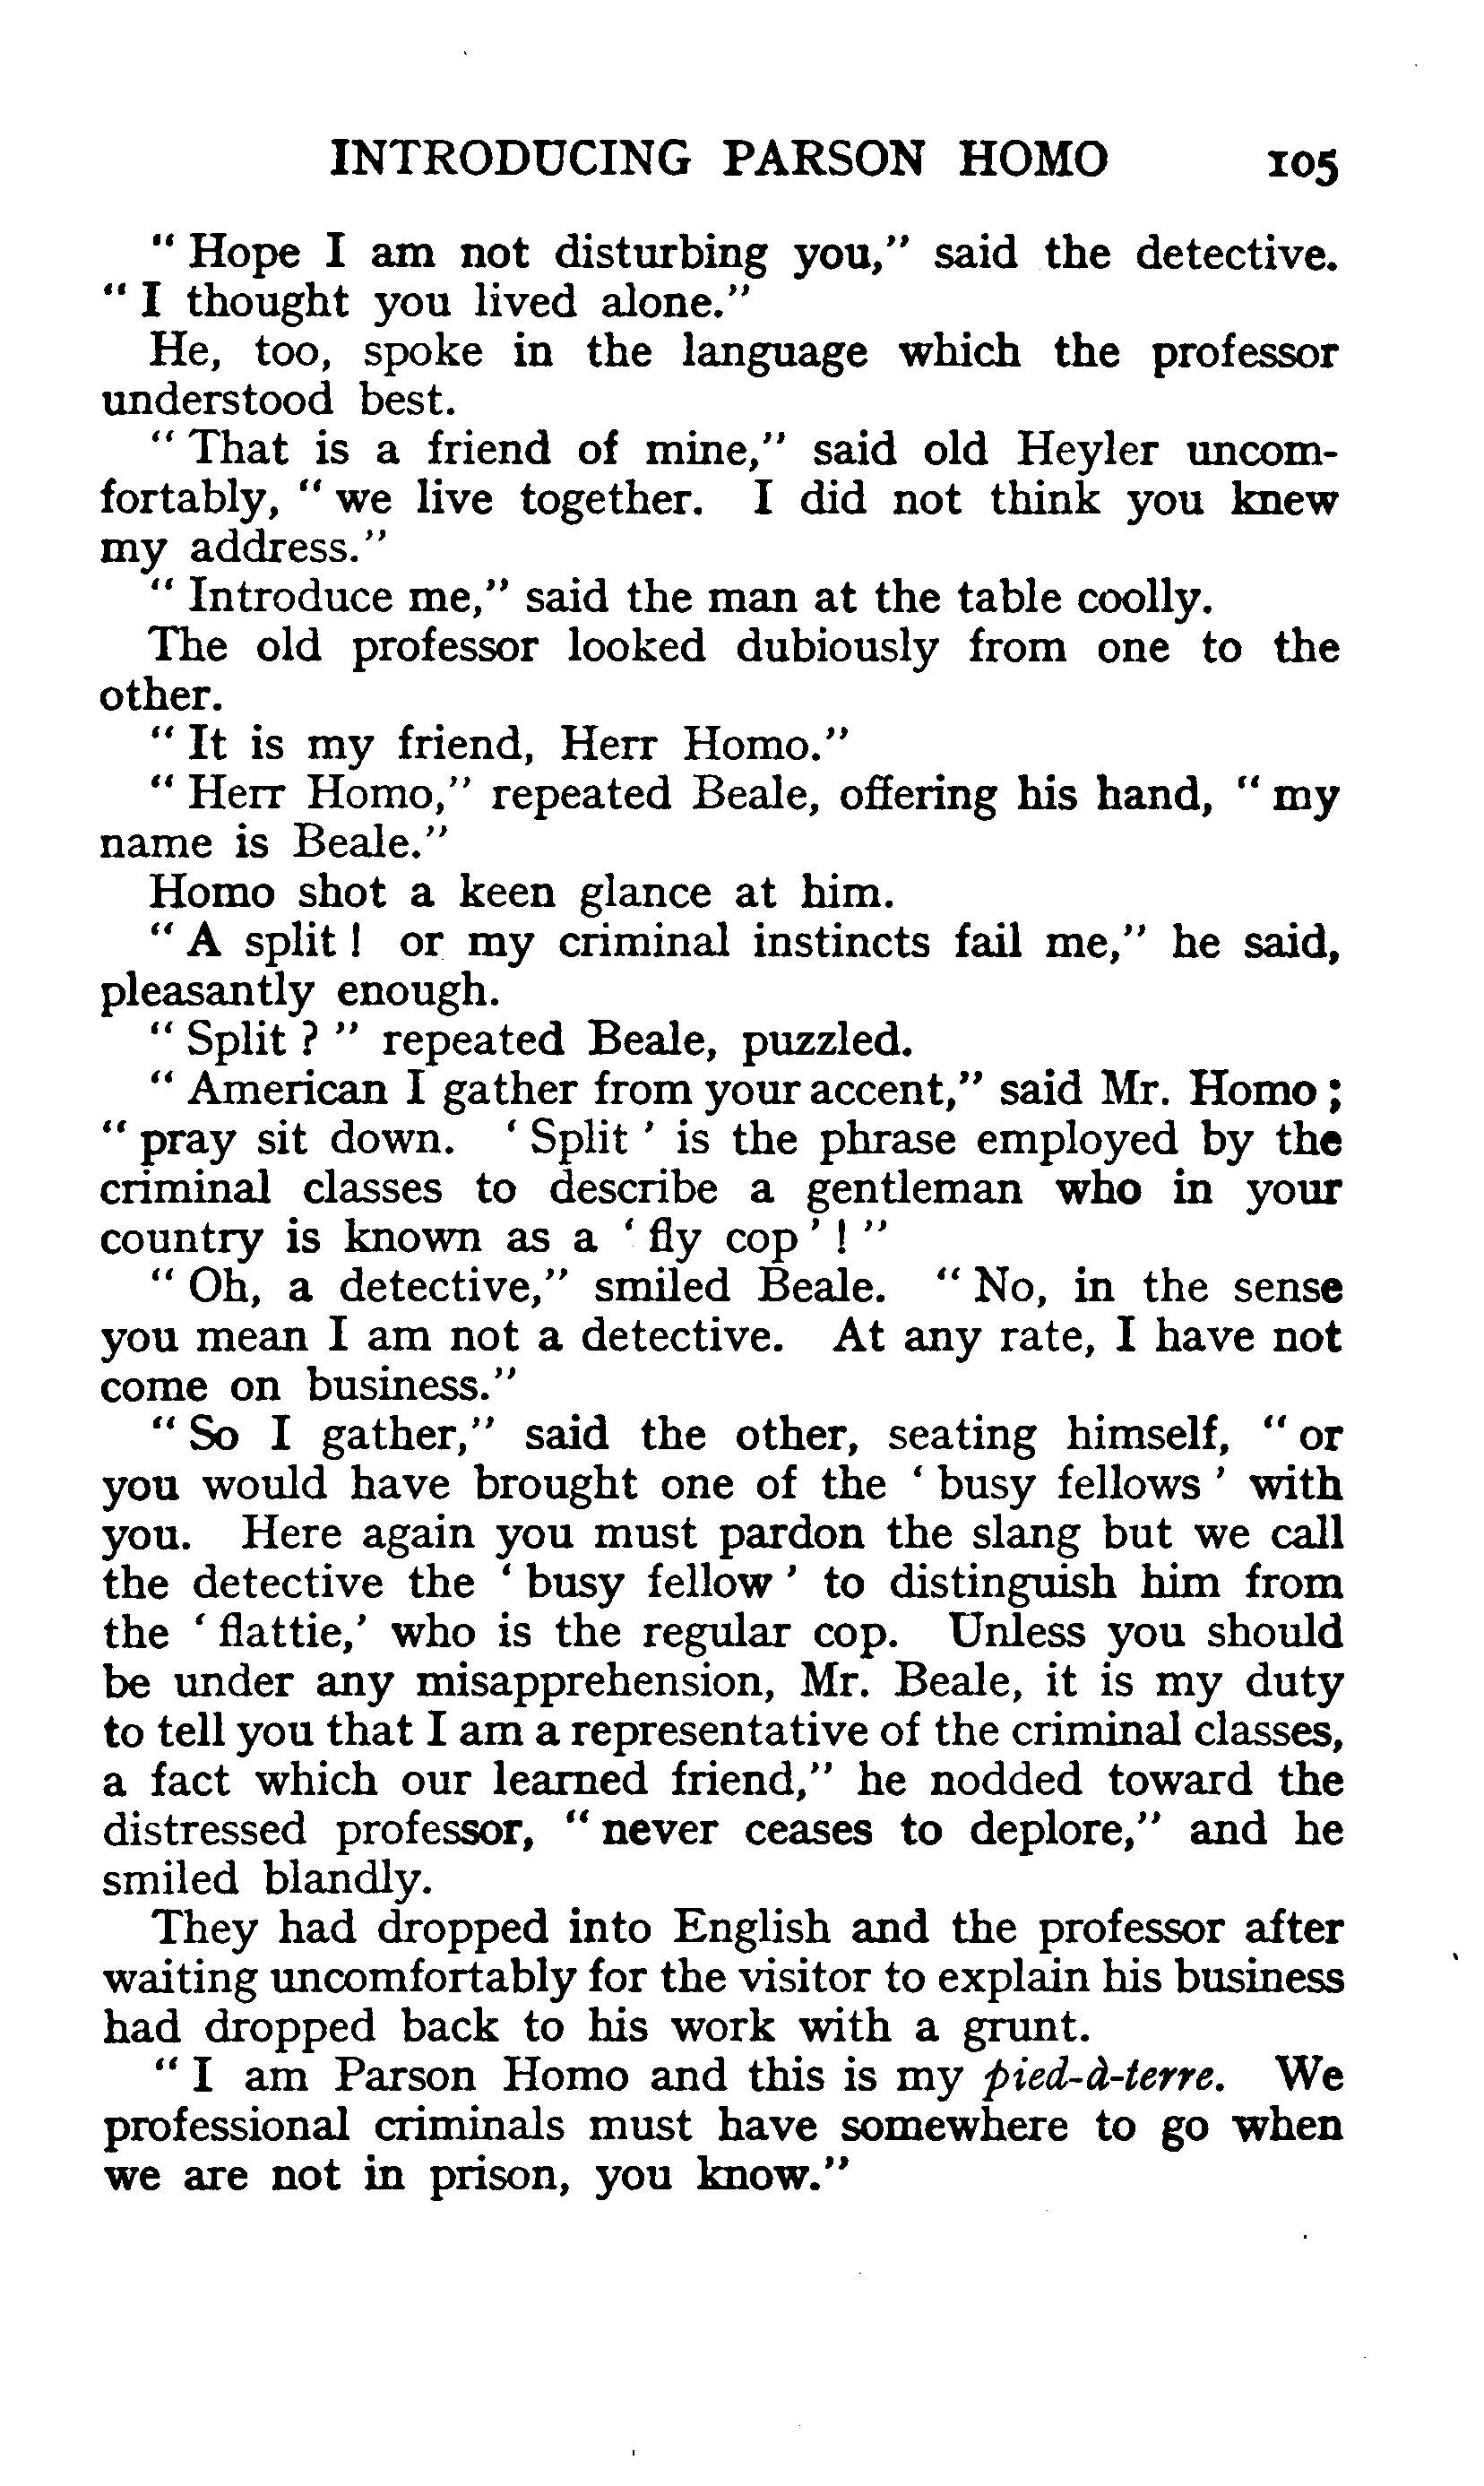 INTRODUCING PARSON HOMO 105
" Hope I am not disturbing you," said the detective.
" I thought you lived alone."
He, too, spoke in the language which the professor
understood best.
" That is a friend of mine," said old Heyler uncom-
fortably, " we live together. I did not think you knew
my address."
" Introduce me," said the man at the table coolly.
The old professor looked dubiously from one to the
other.
" It is my friend, Herr Homo."
" Herr Homo," repeated Beale, offering his hand, " my
name is Beale."
Homo shot a keen glance at him.
" A split ! or my criminal instincts fail me," he said,
pleasantly enough.
" Split ? " repeated Beale, puzzled.
" American I gather from your accent," said Mr. Homo ;
" pray sit down. ' Split ' is the phrase employed by the
criminal classes to describe a gentleman who in your
country is known as a ' fly cop ' ! "
" Oh, a detective," smiled Beale. " No, in the sense
you mean I am not a detective. At any rate, I have not
come on business."
" So I gather," said the other, seating himself, " or
you would have brought one of the ' busy fellows ' with
you. Here again you must pardon the slang but we call
the detective the ' busy fellow ' to distinguish him from
the ' flattie,' who is the regular cop. Unless you should
be under any misapprehension, Mr. Beale, it is my duty
to tell you that I am a representative of the criminal classes,
a fact which our learned friend," he nodded toward the
distressed professor, " never ceases to deplore," and he
smiled blandly.
They had dropped into English and the professor after
waiting uncomfortably for the visitor to explain his business
had dropped back to his work with a grunt.
" I am Parson Homo and this is my pied-à-terre. We
professional criminals must have somewhere to go when
we are not in prison, you know."